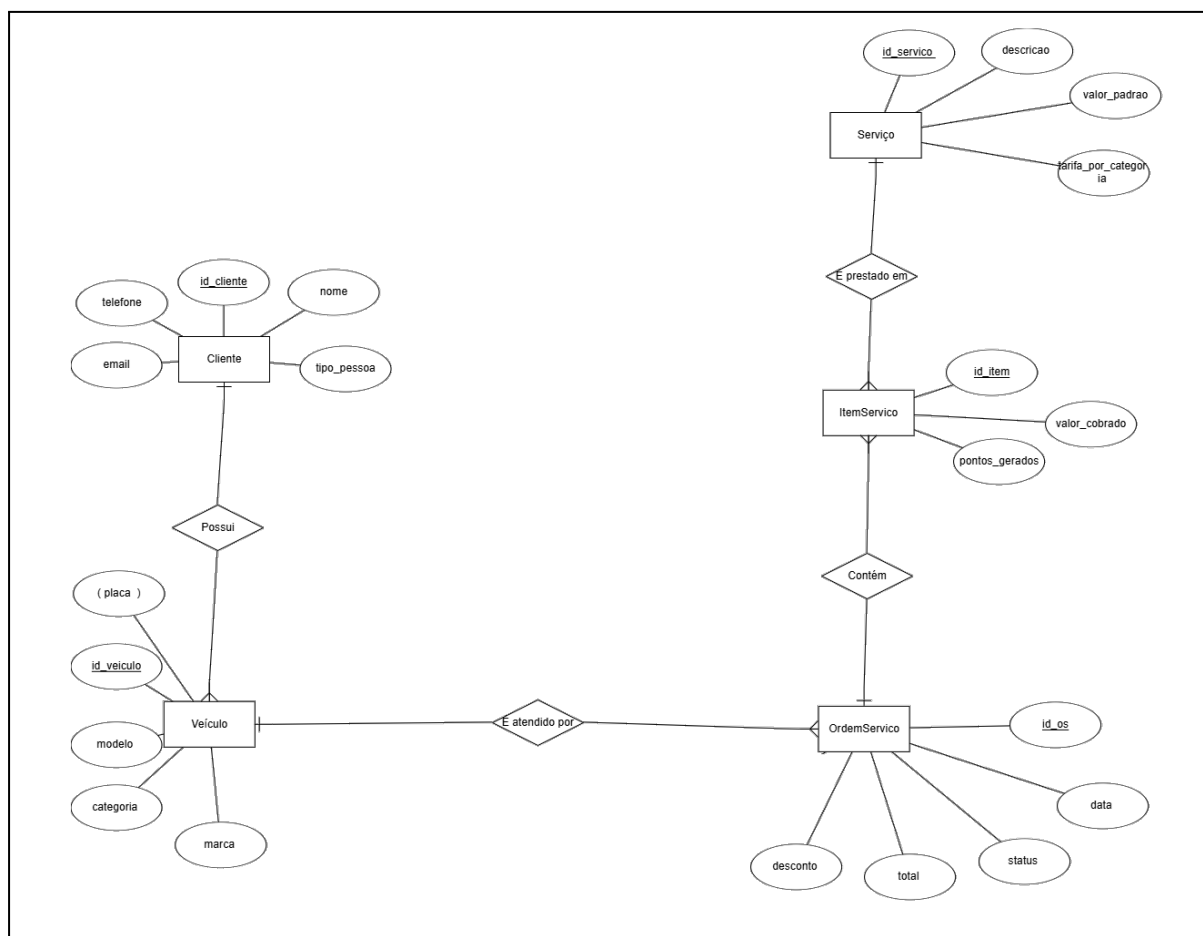 id_servico
descricao
valor_padrao
Serviço
tarifa_por_categor
ia
É prestado em
id_cliente
telefone
nome
email
Cliente
tipo_pessoa
id_item
ItemServico
valor_cobrado
pontos_gerados
Possui
Contém
( placa )
id_veiculo
Veículo
É atendido por
OrdemServico
id_os
modelo
categoria
data
marca
desconto
total
status